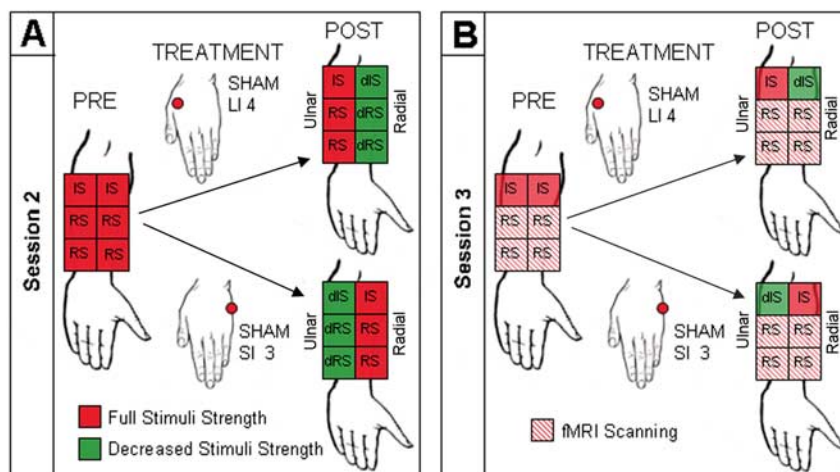 A
Session 2
PRE
TREATMENT
POST
SHAM
LI 4
IS IS
RS RS
RS RS
Ulnar
IS dIS
RS dRS
RS dRS
Radial
SHAM
SI 3
Ulnar
dIS IS
dRS RS
dRS RS
Radial
Full Stimuli Strength
Decreased Stimuli Strength
B
Session 3
PRE
TREATMENT
POST
SHAM
LI 4
IS IS
RS RS
RS RS
Ulnar
IS dIS
RS RS
RS RS
Radial
SHAM
SI 3
Ulnar
dIS IS
RS RS
RS RS
Radial
fMRI Scanning